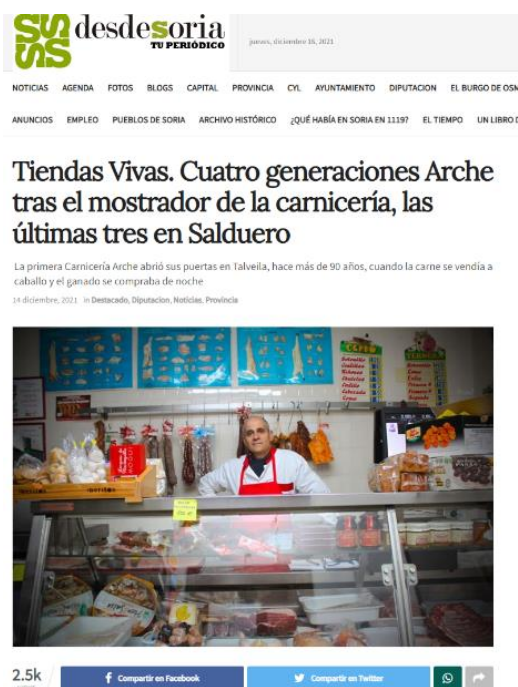 desdesoria
TU PERIÓDICO
jueves, diciembre 16, 2021
NOTICIAS AGENDA FOTOS BLOGS CAPITAL PROVINCIA CYL AYUNTAMIENTO DIPUTACION EL BURGO DE OSM
ANUNCIOS EMPLEO PUEBLOS DE SORIA ARCHIVO HISTÓRICO ¿QUÉ HABÍA EN SORIA EN 1119? EL TIEMPO UN LIBRO D
Tiendas Vivas. Cuatro generaciones Arche
tras el mostrador de la carnicería, las
últimas tres en Salduero
La primera Carnicería Arche abrió sus puertas en Talveila, hace más de 90 años, cuando la carne se vendía a
caballo y el ganado se compraba de noche
14 diciembre, 2021 in Destacado, Diputacion, Noticias, Provincia
CERDO
TERNERA
2.5k
Compartir en Facebook
Compartir en Twitter